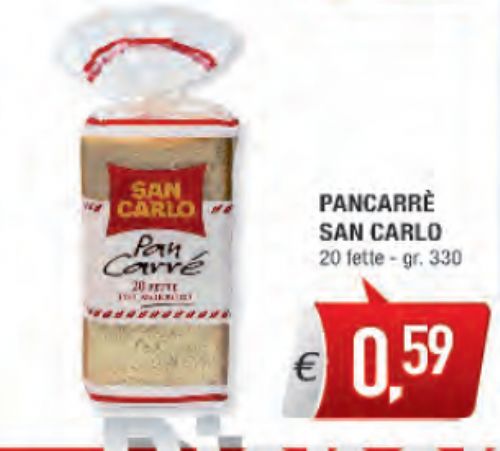 SAN
CARLO
Pan
Carré
20 FETTE
PANCARRÈ
SAN CARLO
20 fette - gr. 330
€ 0,59